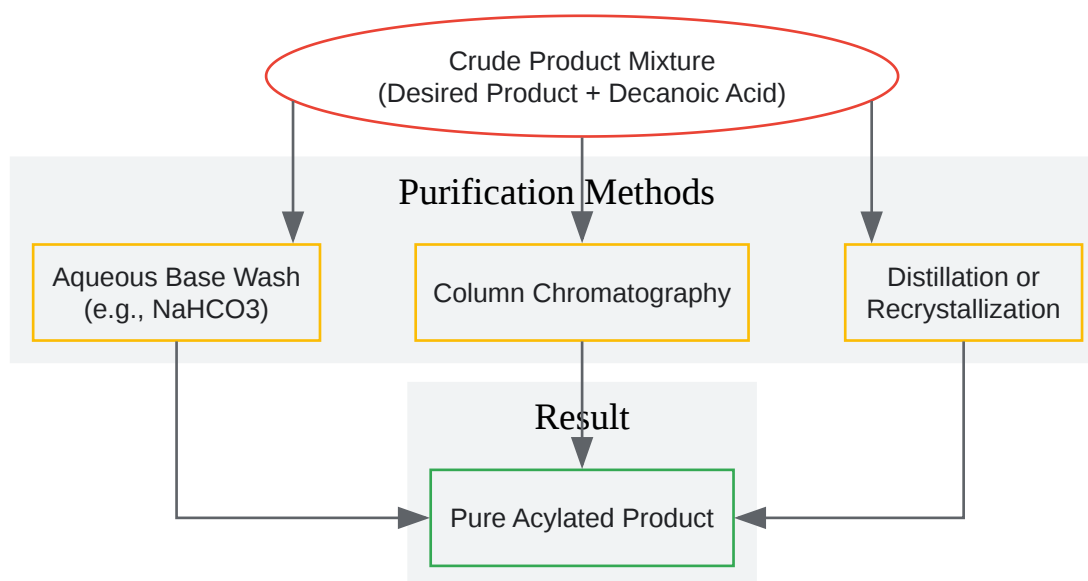 Crude Product Mixture
(Desired Product + Decanoic Acid)
Purification Methods
Aqueous Base Wash
(e.g., NaHCO3)
Column Chromatography
Distillation or
Recrystallization
Result
Pure Acylated Product